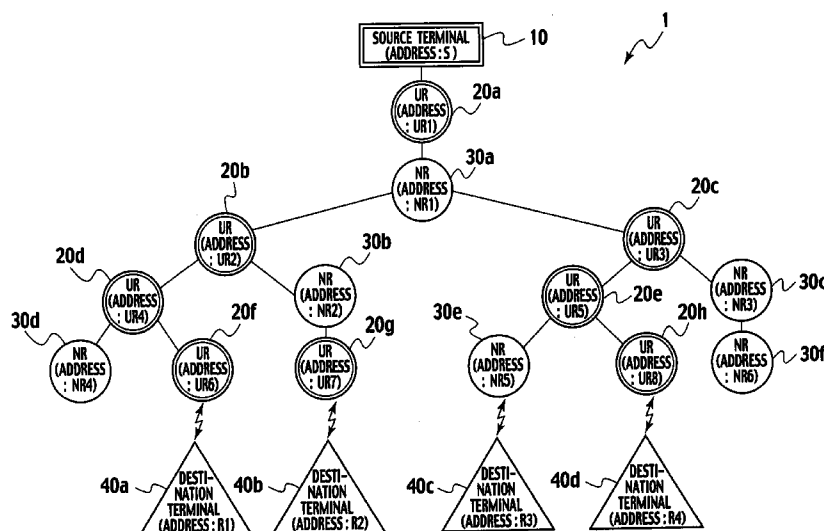 SOURCE TERMINAL
(ADDRESS:S)
10
1
UR
(ADDRESS
: UR1)
20a
NR
(ADDRESS
: NR1)
30a
20b
UR
(ADDRESS
: UR2)
20c
UR
(ADDRESS
: UR3)
20d
UR
(ADDRESS
: UR4)
30b
NR
(ADDRESS
: NR2)
UR
(ADDRESS
: UR5)
20e
NR
(ADDRESS
: NR3)
30c
30d
NR
(ADDRESS
: NR4)
20f
UR
(ADDRESS
: UR6)
20g
UR
(ADDRESS
: UR7)
30e
NR
(ADDRESS
: NR5)
20h
UR
(ADDRESS
: UR8)
NR
(ADDRESS
: NR6)
30f
40a
DESTI-
NATION
TERMINAL
(ADDRESS:R1)
40b
DESTI-
NATION
TERMINAL
(ADDRESS:R2)
40c
DESTI-
NATION
TERMINAL
(ADDRESS:R3)
40d
DESTI-
NATION
TERMINAL
(ADDRESS:R4)